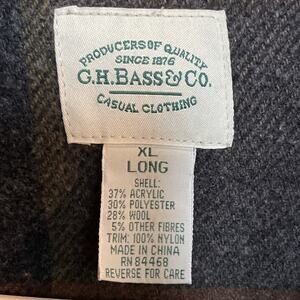 PRODUCERS OF QUALITY
SINCE 1876
G.H. BASS & CO.
CASUAL CLOTHING
XL
LONG
SHELL:
37% ACRYLIC
30% POLYESTER
28% WOOL
5% OTHER FIBRES
TRIM: 100% NYLON
MADE IN CHINA
RN 84468
REVERSE FOR CARE